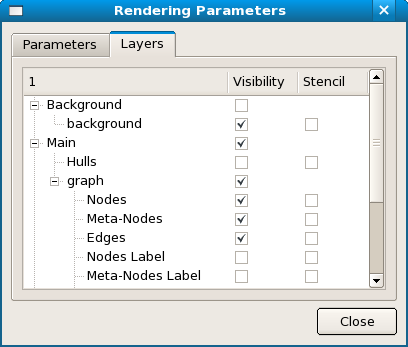 Rendering Parameters
Parameters Layers
1 Visibility Stencil
Background
background
Main
Hulls
graph
Nodes
Meta-Nodes
Edges
Nodes Label
Meta-Nodes Label
Close